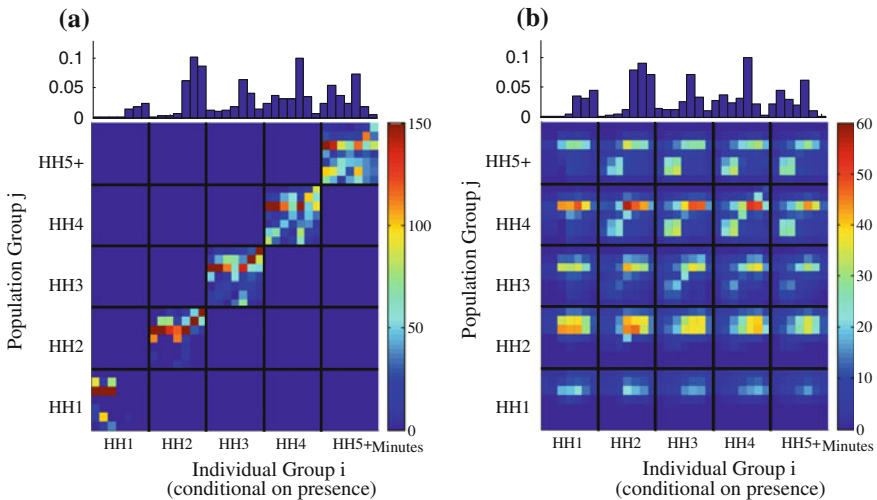 (a)
(b)
0.1
0.05
0
0.1
0.05
0
Population Group j
HH5+
HH4
HH3
HH2
HH1
150
100
50
0
HH1 HH2 HH3 HH4 HH5+ Minutes
Individual Group i
(conditional on presence)
Population Group j
HH5+
HH4
HH3
HH2
HH1
60
50
40
30
20
10
0
HH1 HH2 HH3 HH4 HH5+ Minutes
Individual Group i
(conditional on presence)